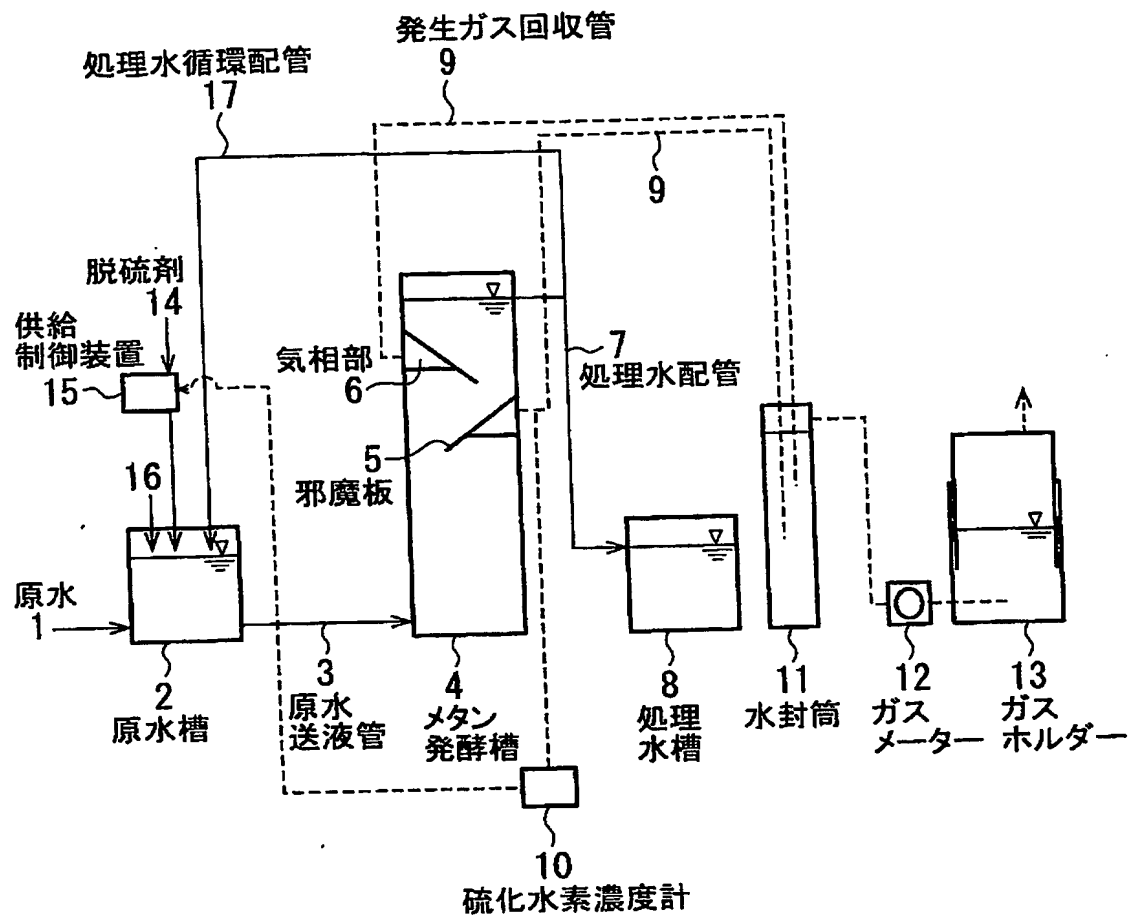 発生ガス回収管
9
処理水循環配管
17
9
脱硫剤
14
供給
制御装置
15
気相部
6
7
処理水配管
5
邪魔板
16
原水
1
2
原水槽
3
原水
送液管
4
メタン
発酵槽
8
処理
水槽
11
水封筒
12
ガス
メーター
13
ガス
ホルダー
10
硫化水素濃度計